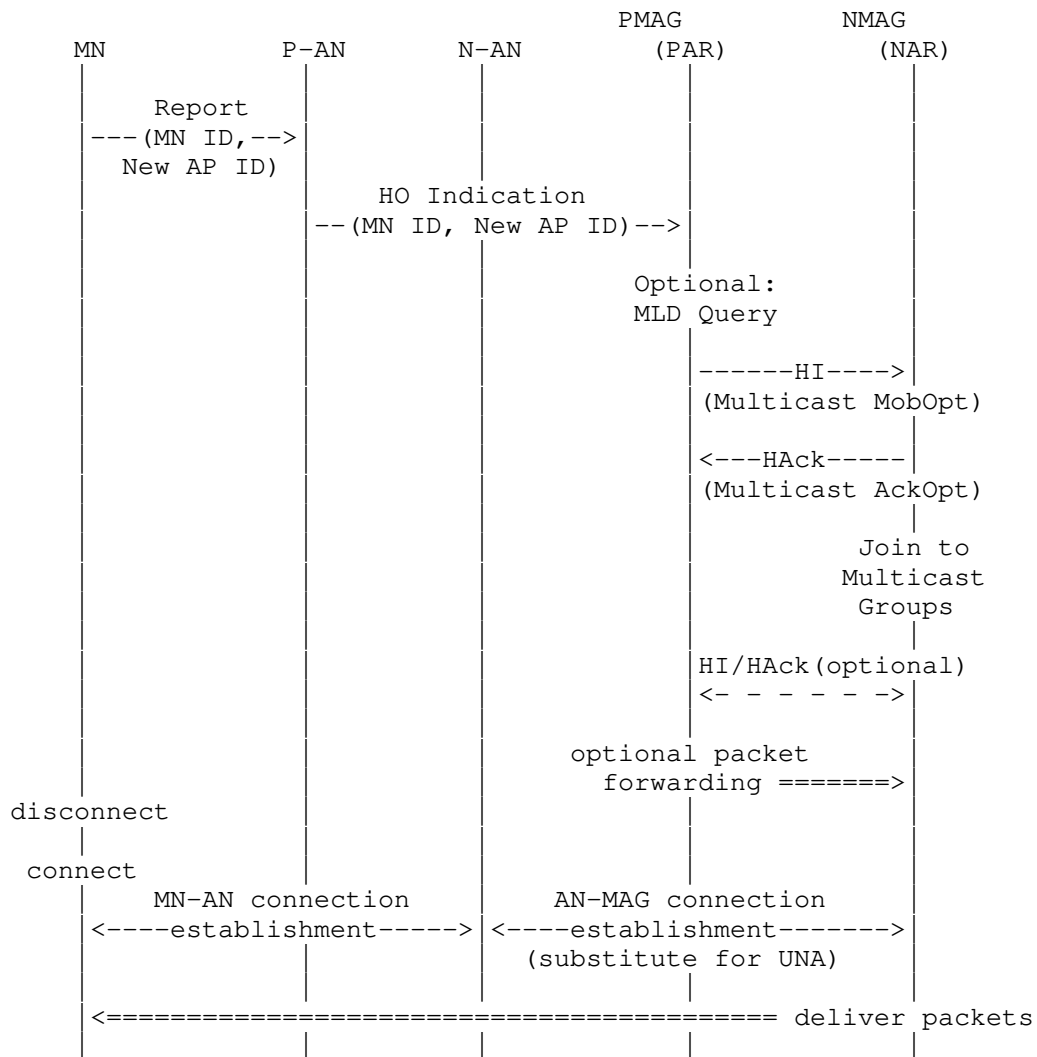 PMAG NMAG
MN P-AN N-AN (PAR) (NAR)
Report
---(MN ID,-->
New AP ID)
HO Indication
--(MN ID, New AP ID)-->
Optional:
MLD Query
------HI---->
(Multicast MobOpt)
<---HAck-----
(Multicast AckOpt)
Join to
Multicast
Groups
HI/HAck(optional)
<- - - - - ->
optional packet
forwarding =======>
disconnect
connect
MN-AN connection AN-MAG connection
<----establishment-----> <----establishment------->
(substitute for UNA)
<========================================== deliver packets